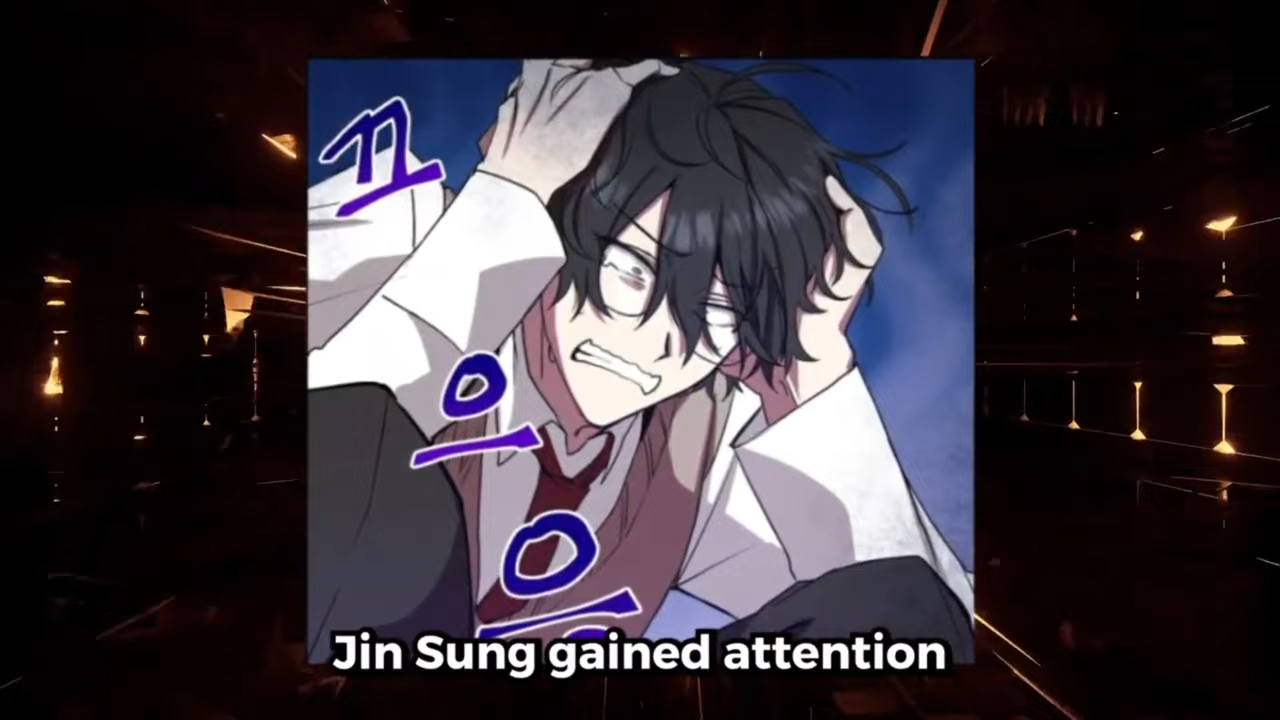 끄
으
으
Jin Sung gained attention